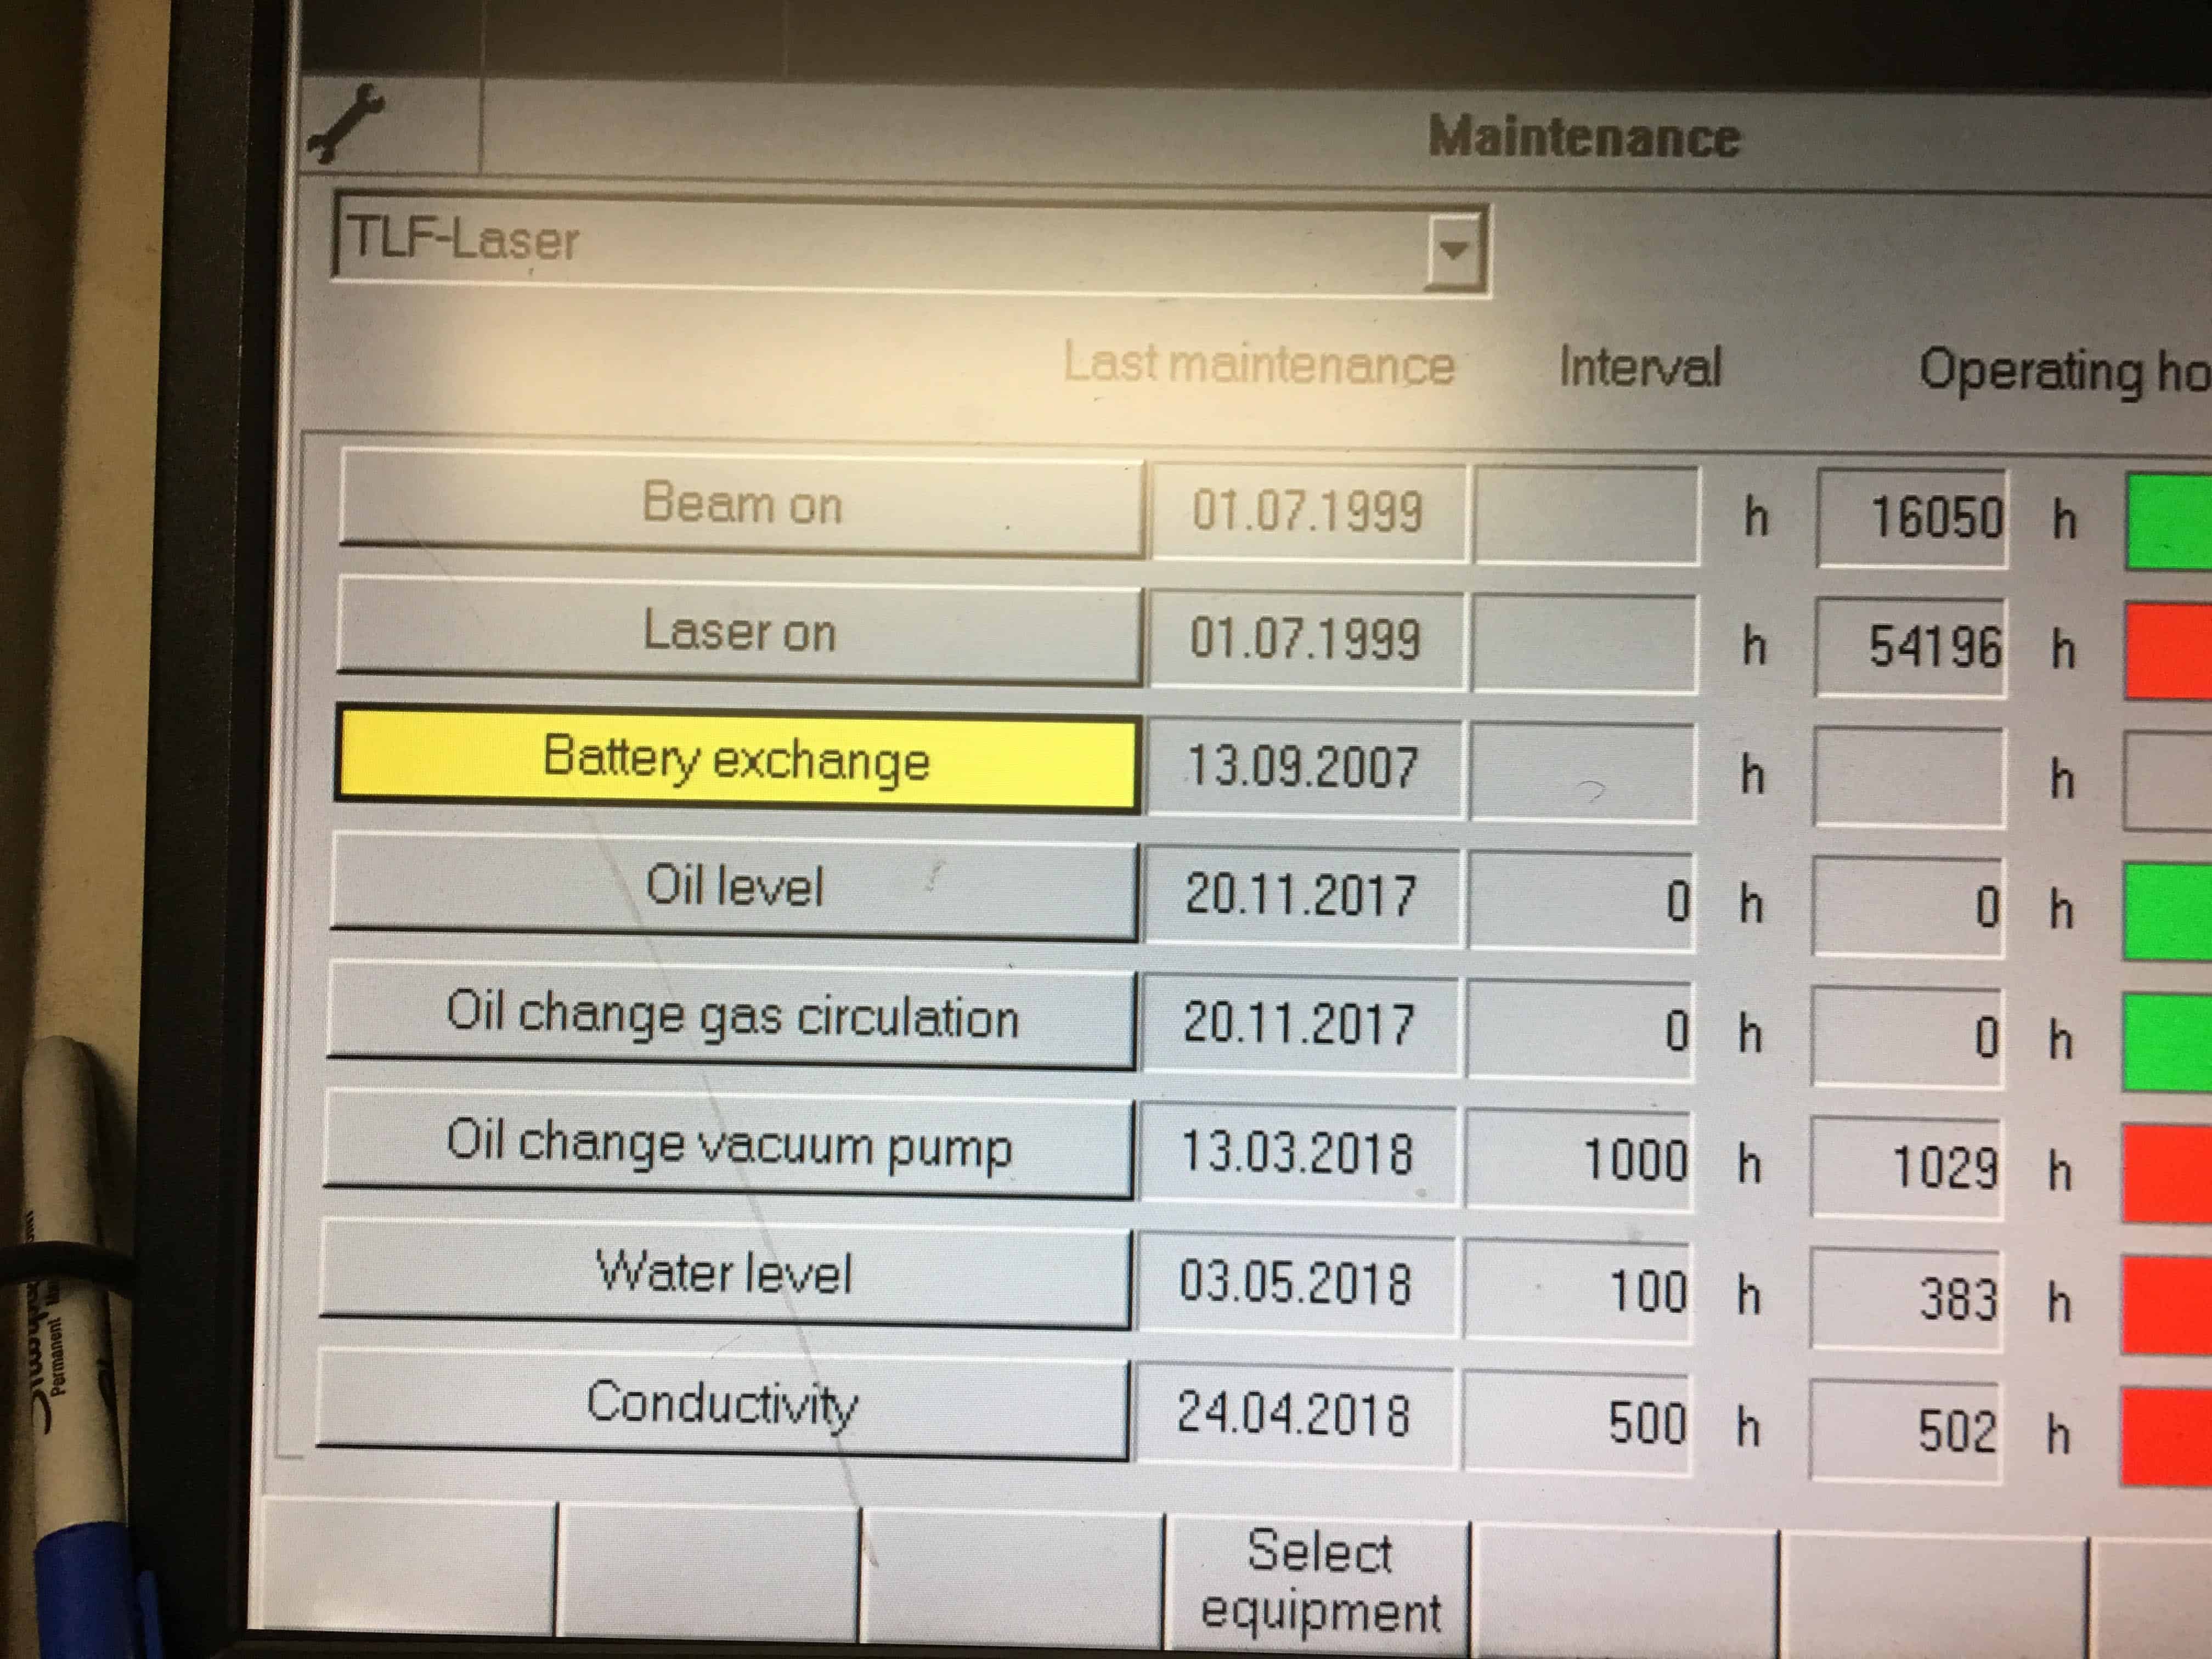 Maintenance
TLF-Laser
Last maintenance Interval Operating ho
Beam on 01.07.1999 h 16050 h
Laser on 01.07.1999 h 54196 h
Battery exchange 13.09.2007 h h
Oil level 20.11.2017 0 h 0 h
Oil change gas circulation 20.11.2017 0 h 0 h
Oil change vacuum pump 13.03.2018 1000 h 1029 h
Water level 03.05.2018 100 h 383 h
Conductivity 24.04.2018 500 h 502 h
Select
equipment
Permanent